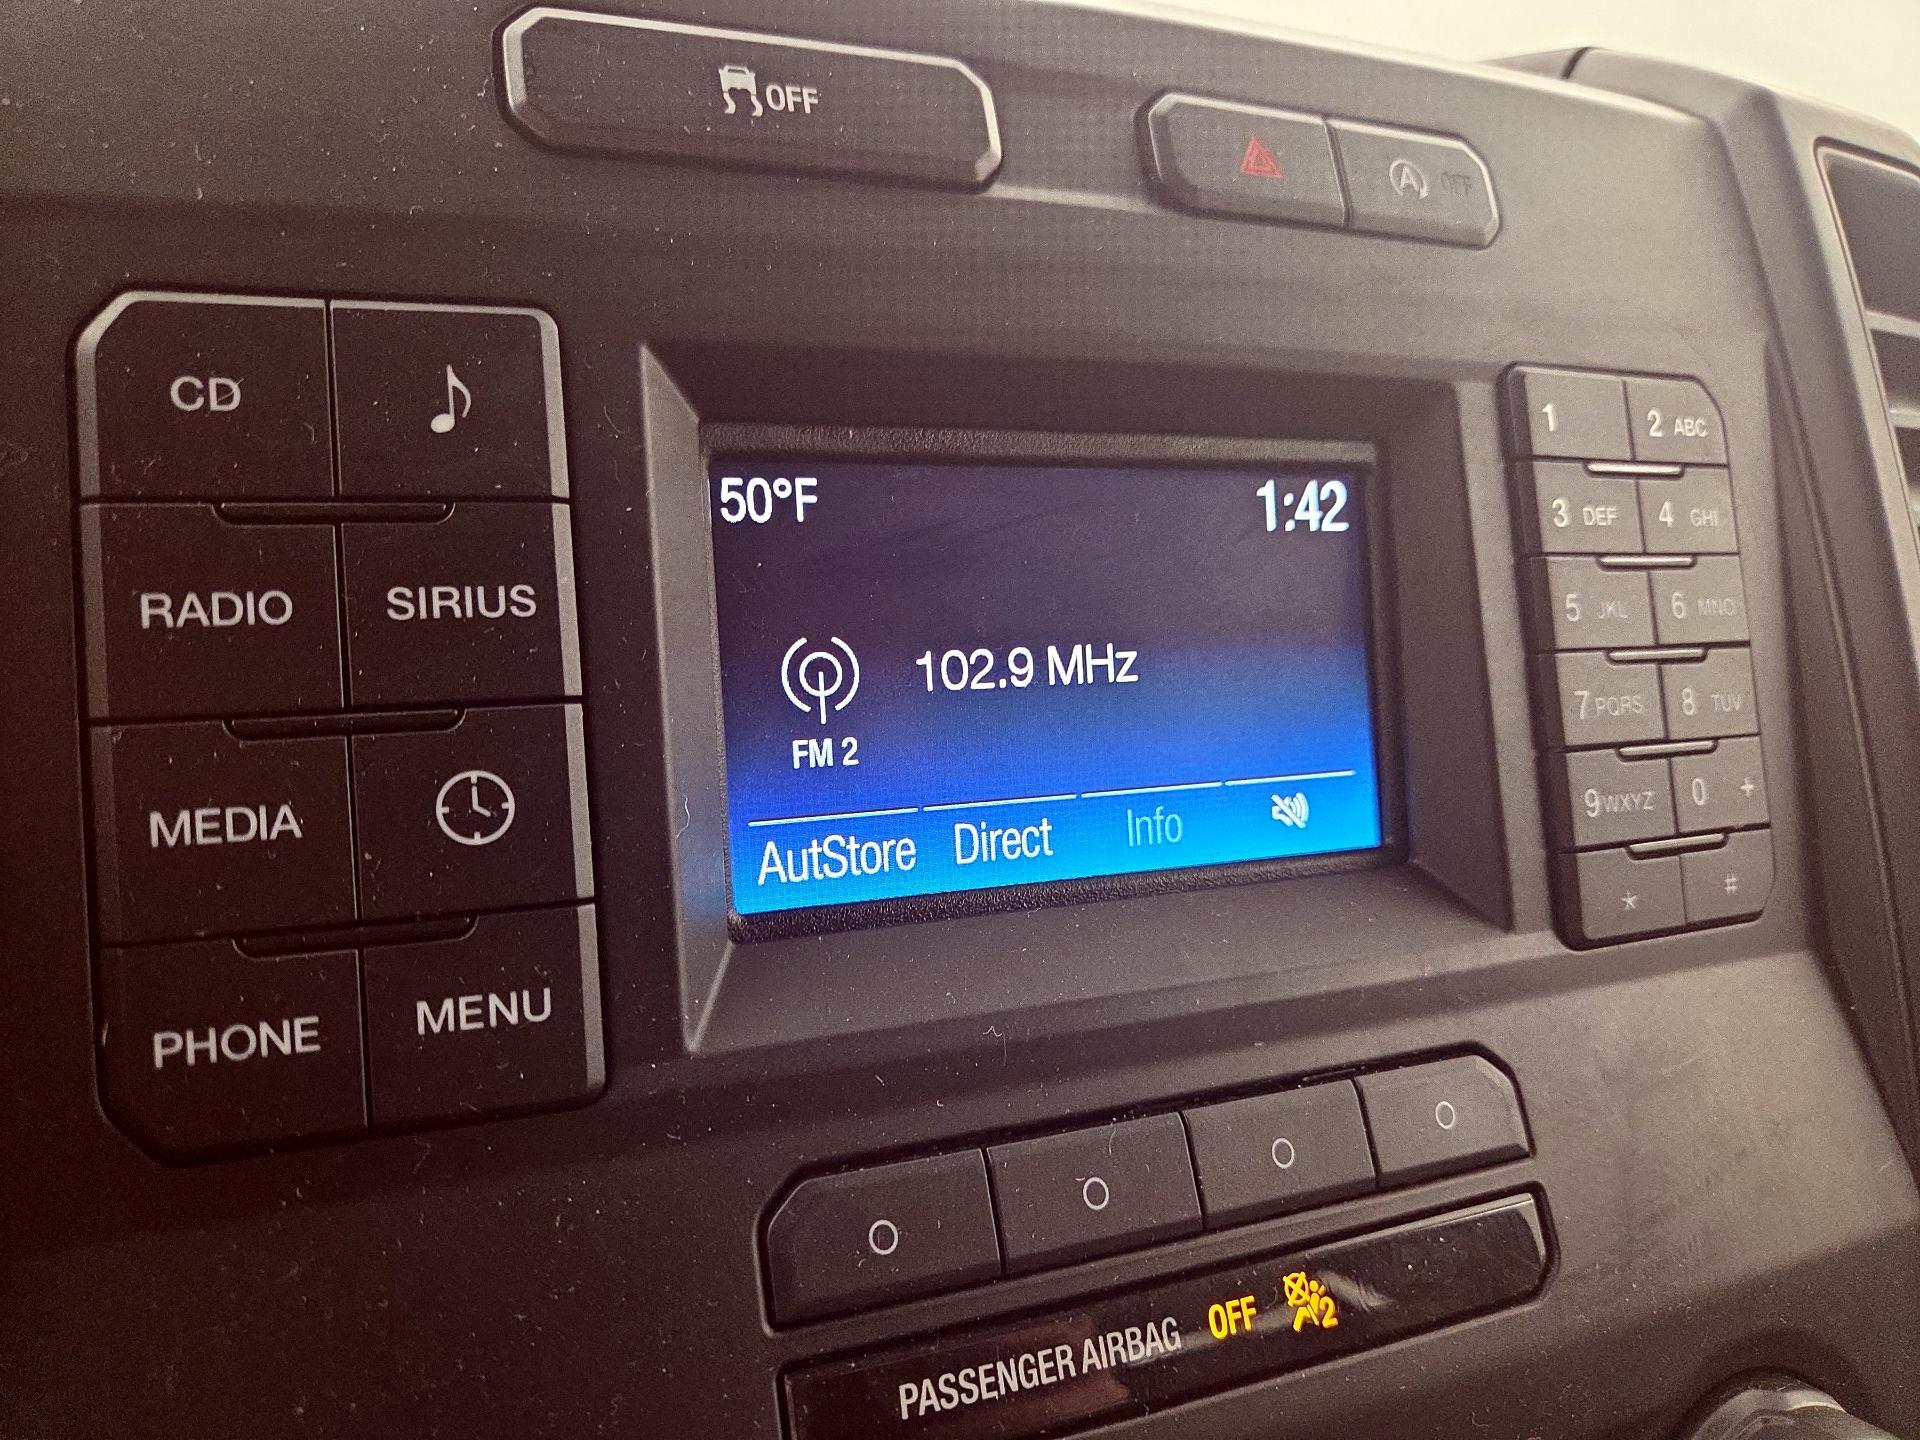 OFF
A OFF
CD
RADIO SIRIUS
MEDIA
PHONE MENU
50°F 1:42
102.9 MHz
FM 2
AutStore Direct Info
1 2 ABC
3 DEF 4 GHI
5 JKL 6 MNO
7 PQRS 8 TUV
9 WXYZ 0 +
* #
PASSENGER AIRBAG OFF 2